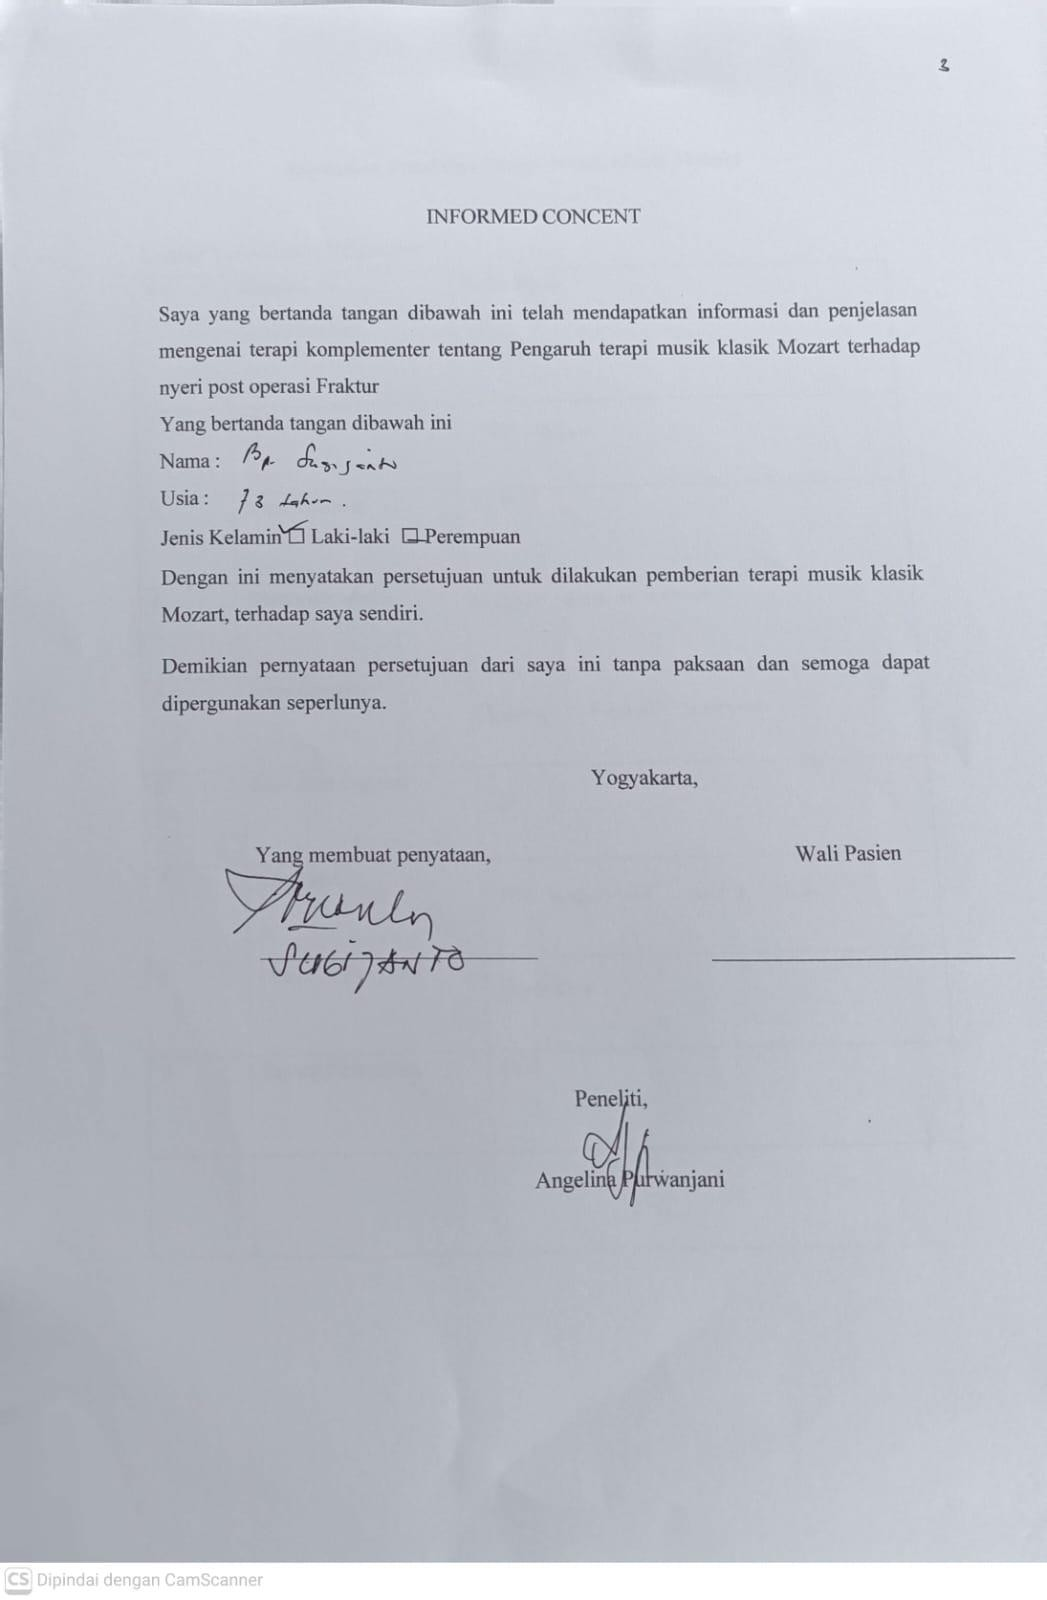 3
INFORMED CONCENT
Saya yang bertanda tangan dibawah ini telah mendapatkan informasi dan penjelasan
mengenai terapi komplementer tentang Pengaruh terapi musik klasik Mozart terhadap
nyeri post operasi Fraktur
Yang bertanda tangan dibawah ini
Nama : Bp. Sugijanto
Usia : 73 tahun.
Jenis Kelamin Laki-laki Perempuan
Dengan ini menyatakan persetujuan untuk dilakukan pemberian terapi musik klasik
Mozart, terhadap saya sendiri.
Demikian pernyataan persetujuan dari saya ini tanpa paksaan dan semoga dapat
dipergunakan seperlunya.
Yogyakarta,
Yang membuat penyataan, Wali Pasien
SUGIJANTO
Peneliti,
Angelina Purwanjani
CS Dipindai dengan CamScanner